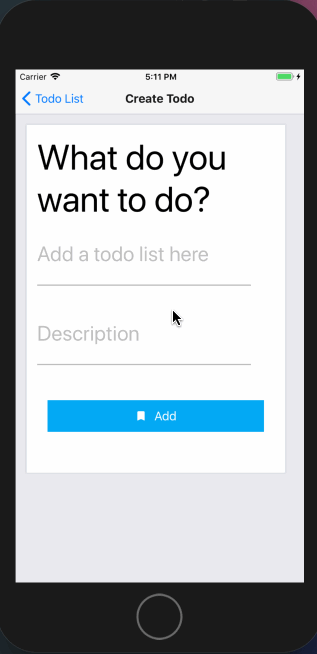 Carrier 5:11 PM
Todo List Create Todo
What do you
want to do?
Add a todo list here
Description
Add